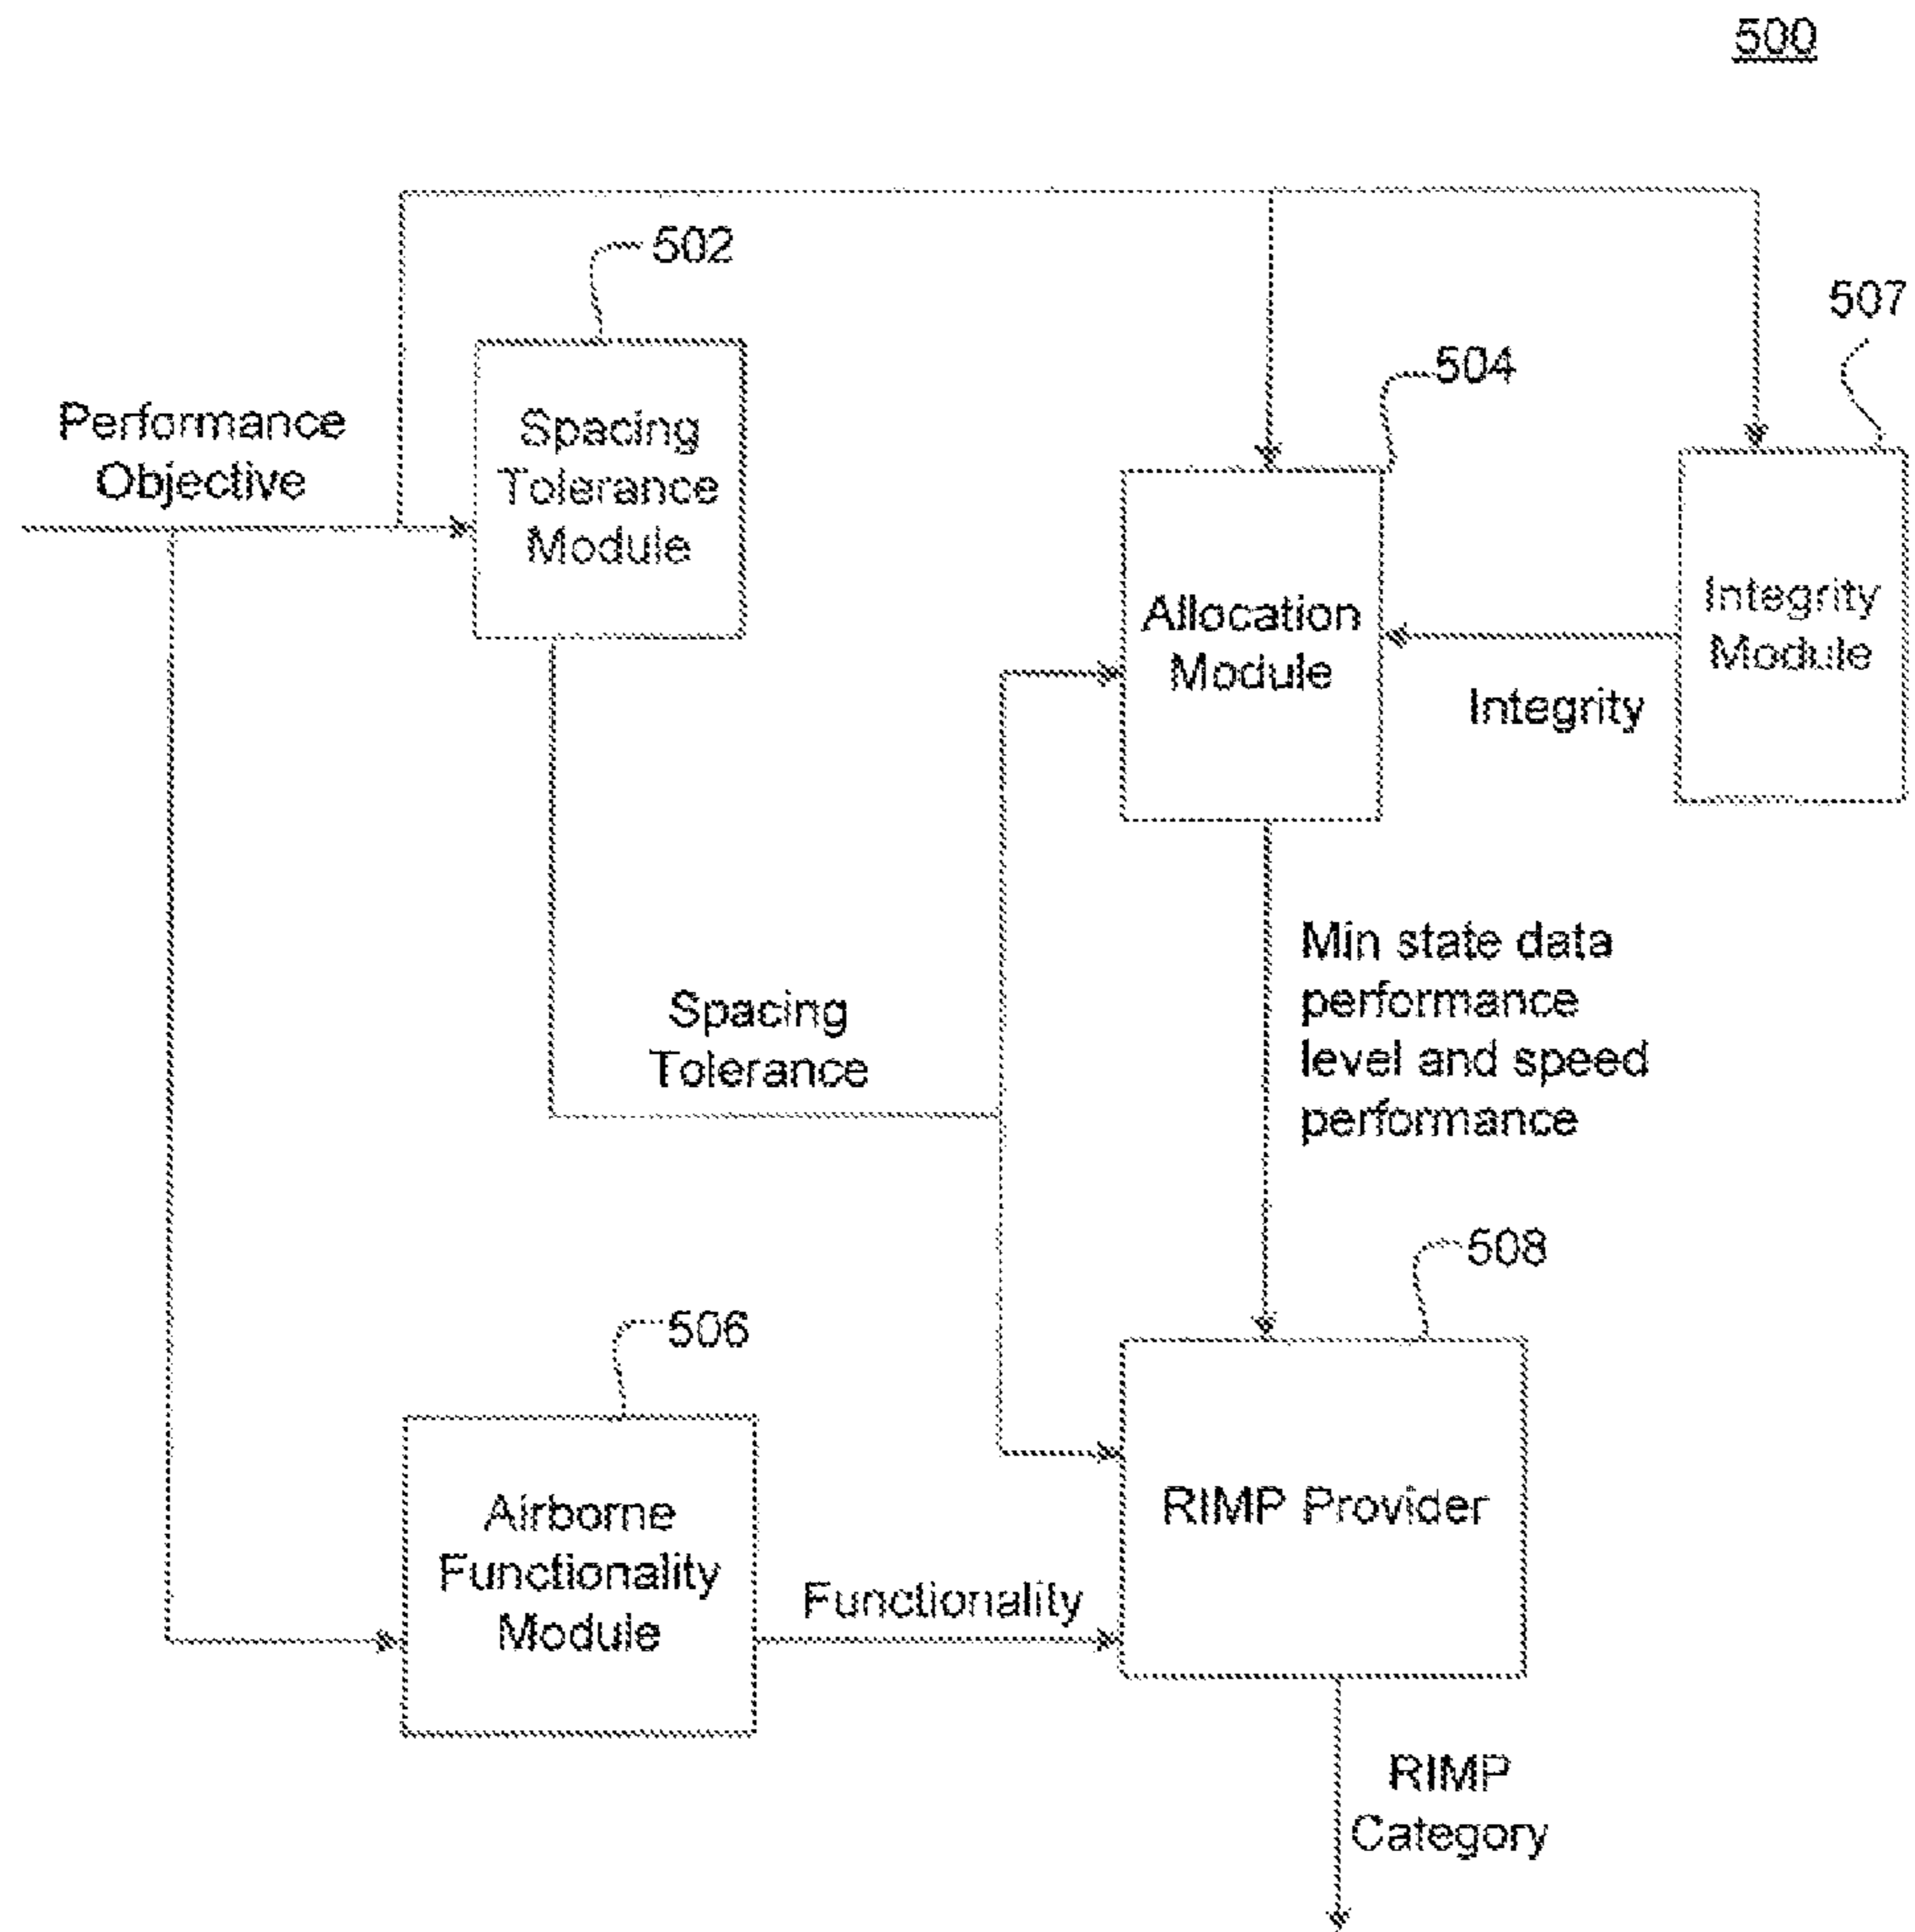 500
502
507
504
Performance
Objective
Spacing
Tolerance
Module
Allocation
Module
Integrity
Module
Integrity
Min state data
performance
level and speed
performance
Spacing
Tolerance
508
506
Airborne
Functionality
Module
Functionality
RIMP Provider
RIMP
Category